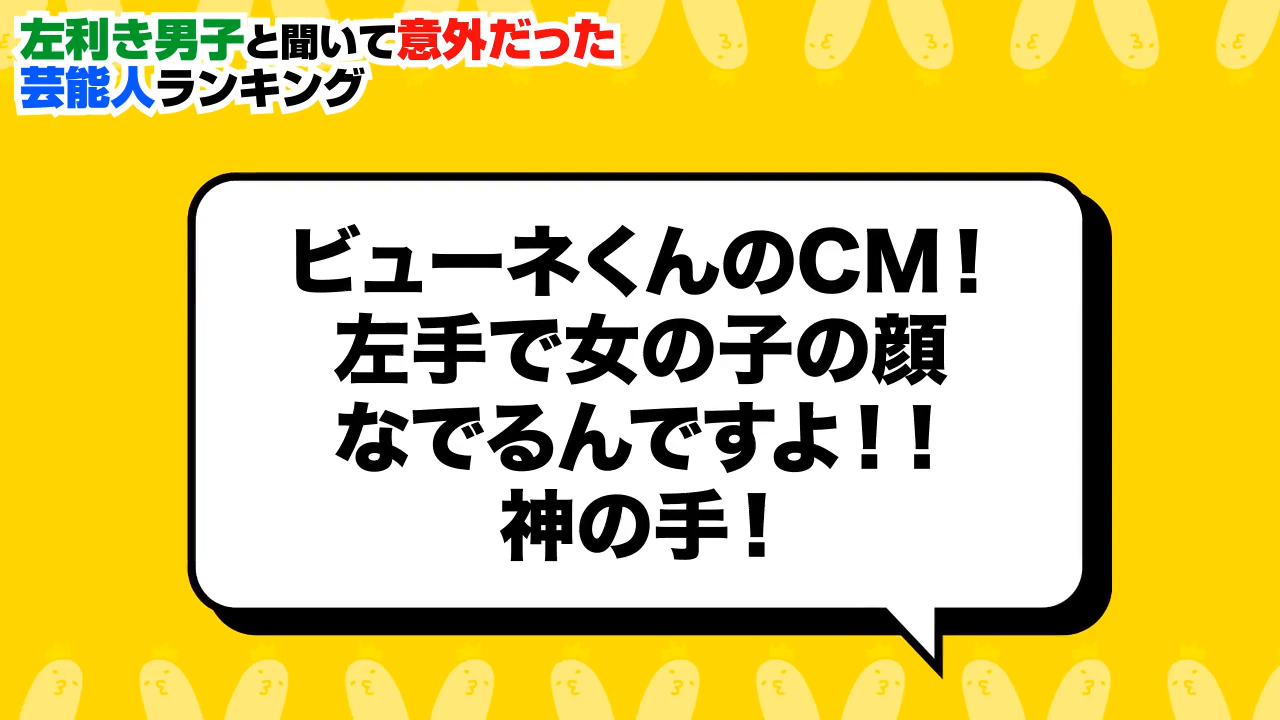 左利き男子と聞いて意外だった
芸能人ランキング
ビューネくんのCM！
左手で女の子の顔
なでるんですよ！！
神の手！